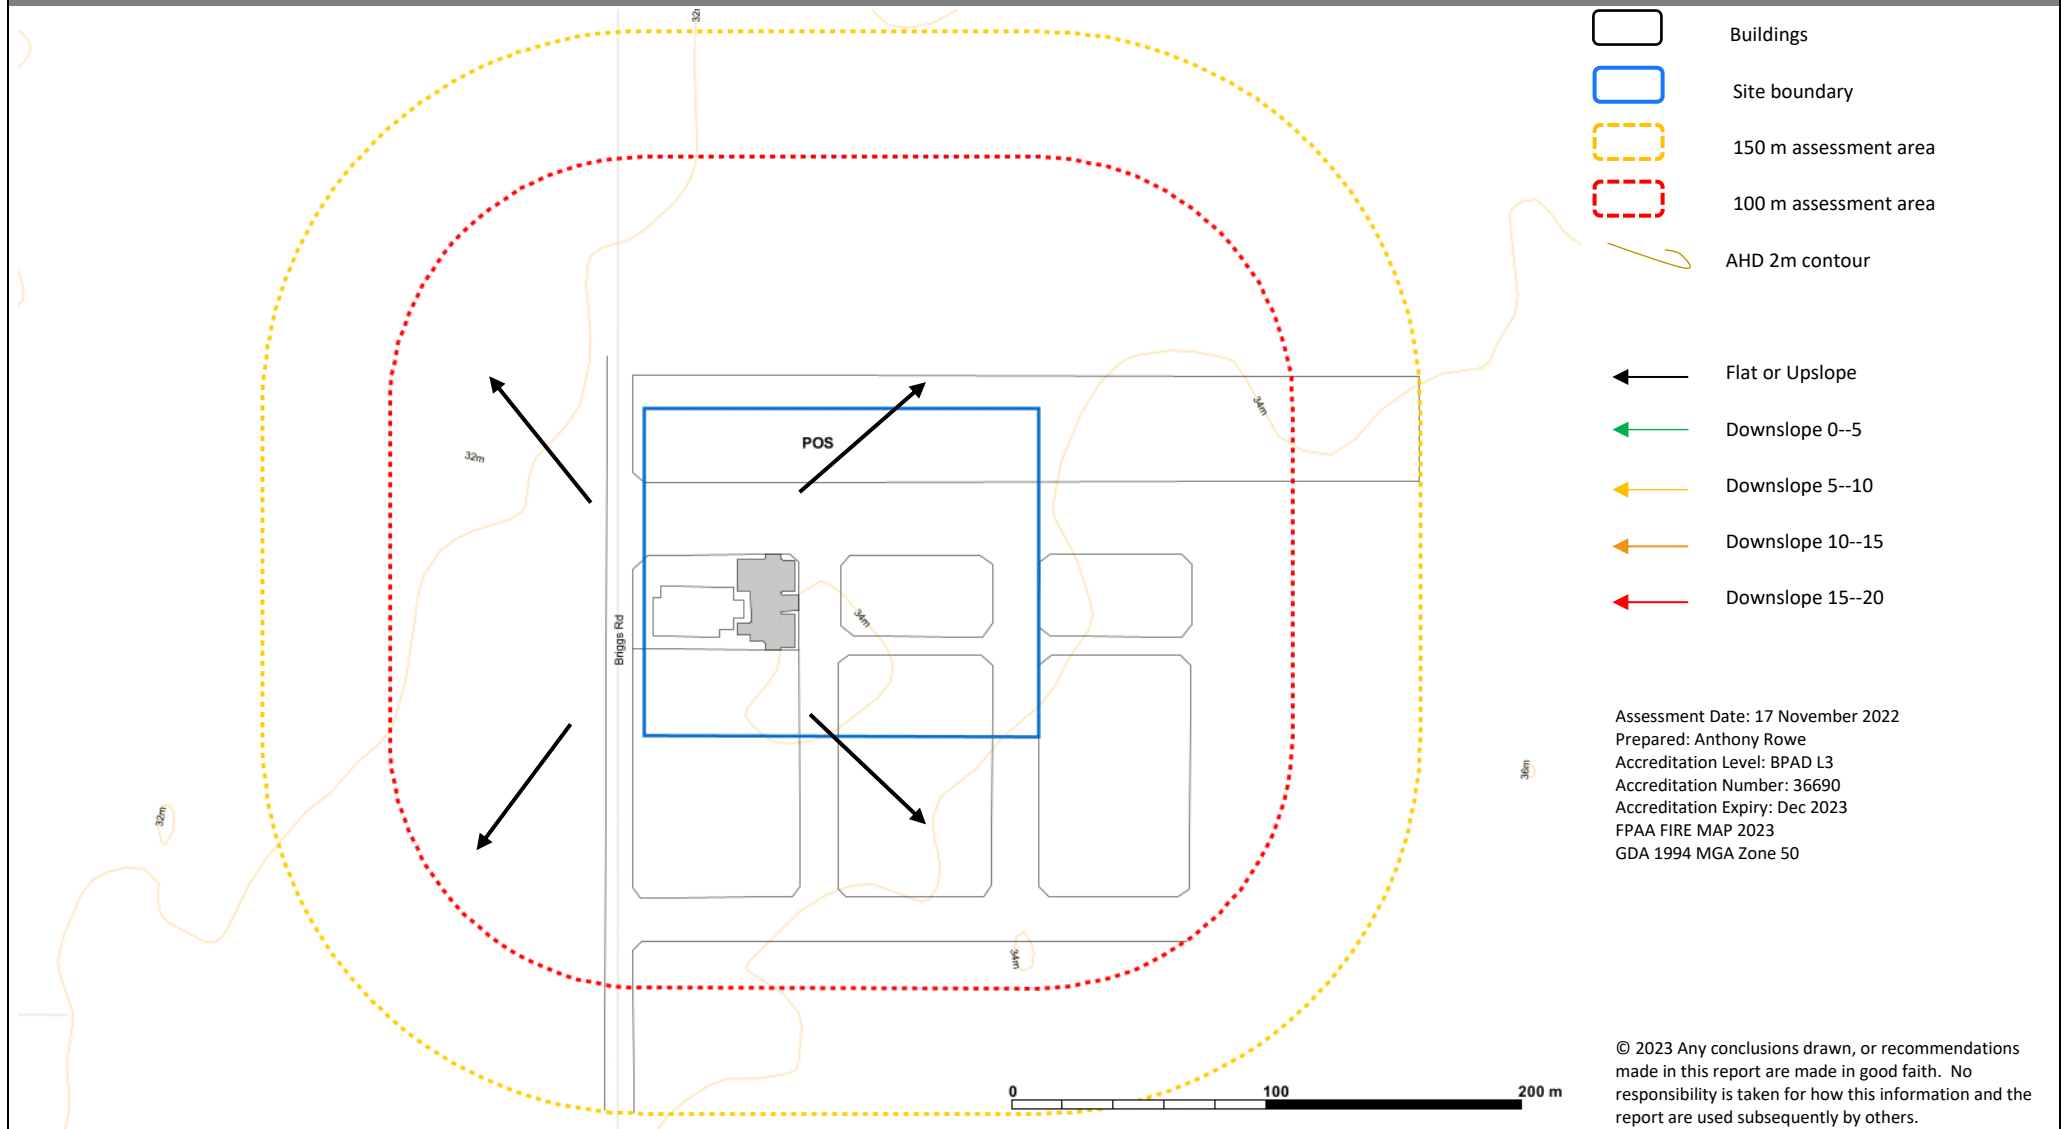 32m
Buildings
Site boundary
150 m assessment area
100 m assessment area
AHD 2m contour
Flat or Upslope
Downslope 0--5
Downslope 5--10
Downslope 10--15
Downslope 15--20
34m
POS
32m
34m
Briggs Rd
Assessment Date: 17 November 2022
Prepared: Anthony Rowe
Accreditation Level: BPAD L3
Accreditation Number: 36690
Accreditation Expiry: Dec 2023
FPAA FIRE MAP 2023
GDA 1994 MGA Zone 50
36m
32m
34m
0 100 200 m
© 2023 Any conclusions drawn, or recommendations
made in this report are made in good faith. No
responsibility is taken for how this information and the
report are used subsequently by others.